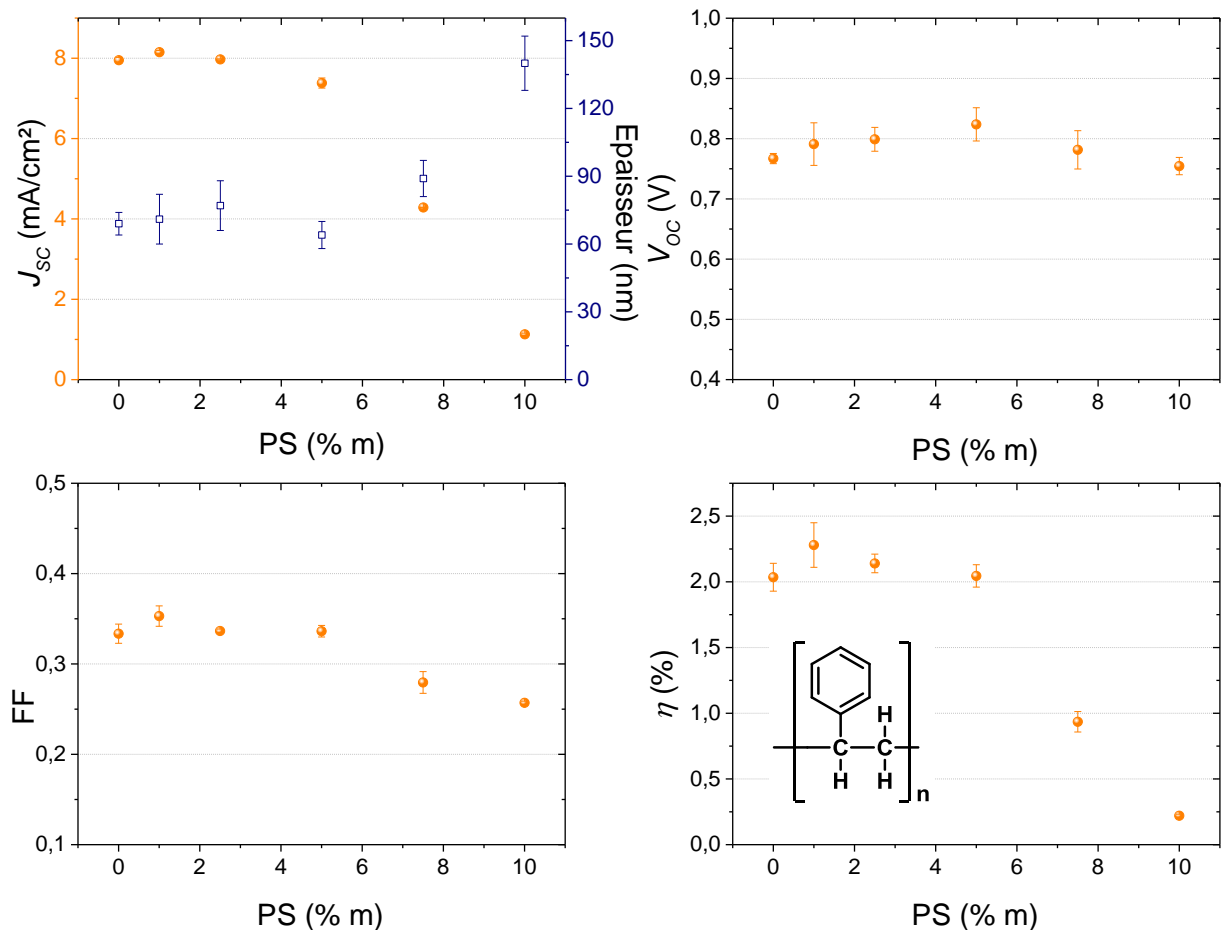 0
2
4
6
8
J_SC (mA/cm²)
0
30
60
90
120
150
Epaisseur (nm)
0 2 4 6 8 10
PS (% m)
0,4
0,5
0,6
0,7
0,8
0,9
1,0
V_OC (V)
0 2 4 6 8 10
PS (% m)
0,1
0,2
0,3
0,4
0,5
FF
0 2 4 6 8 10
PS (% m)
0,0
0,5
1,0
1,5
2,0
2,5
η (%)
H
C C
H H
n
0 2 4 6 8 10
PS (% m)